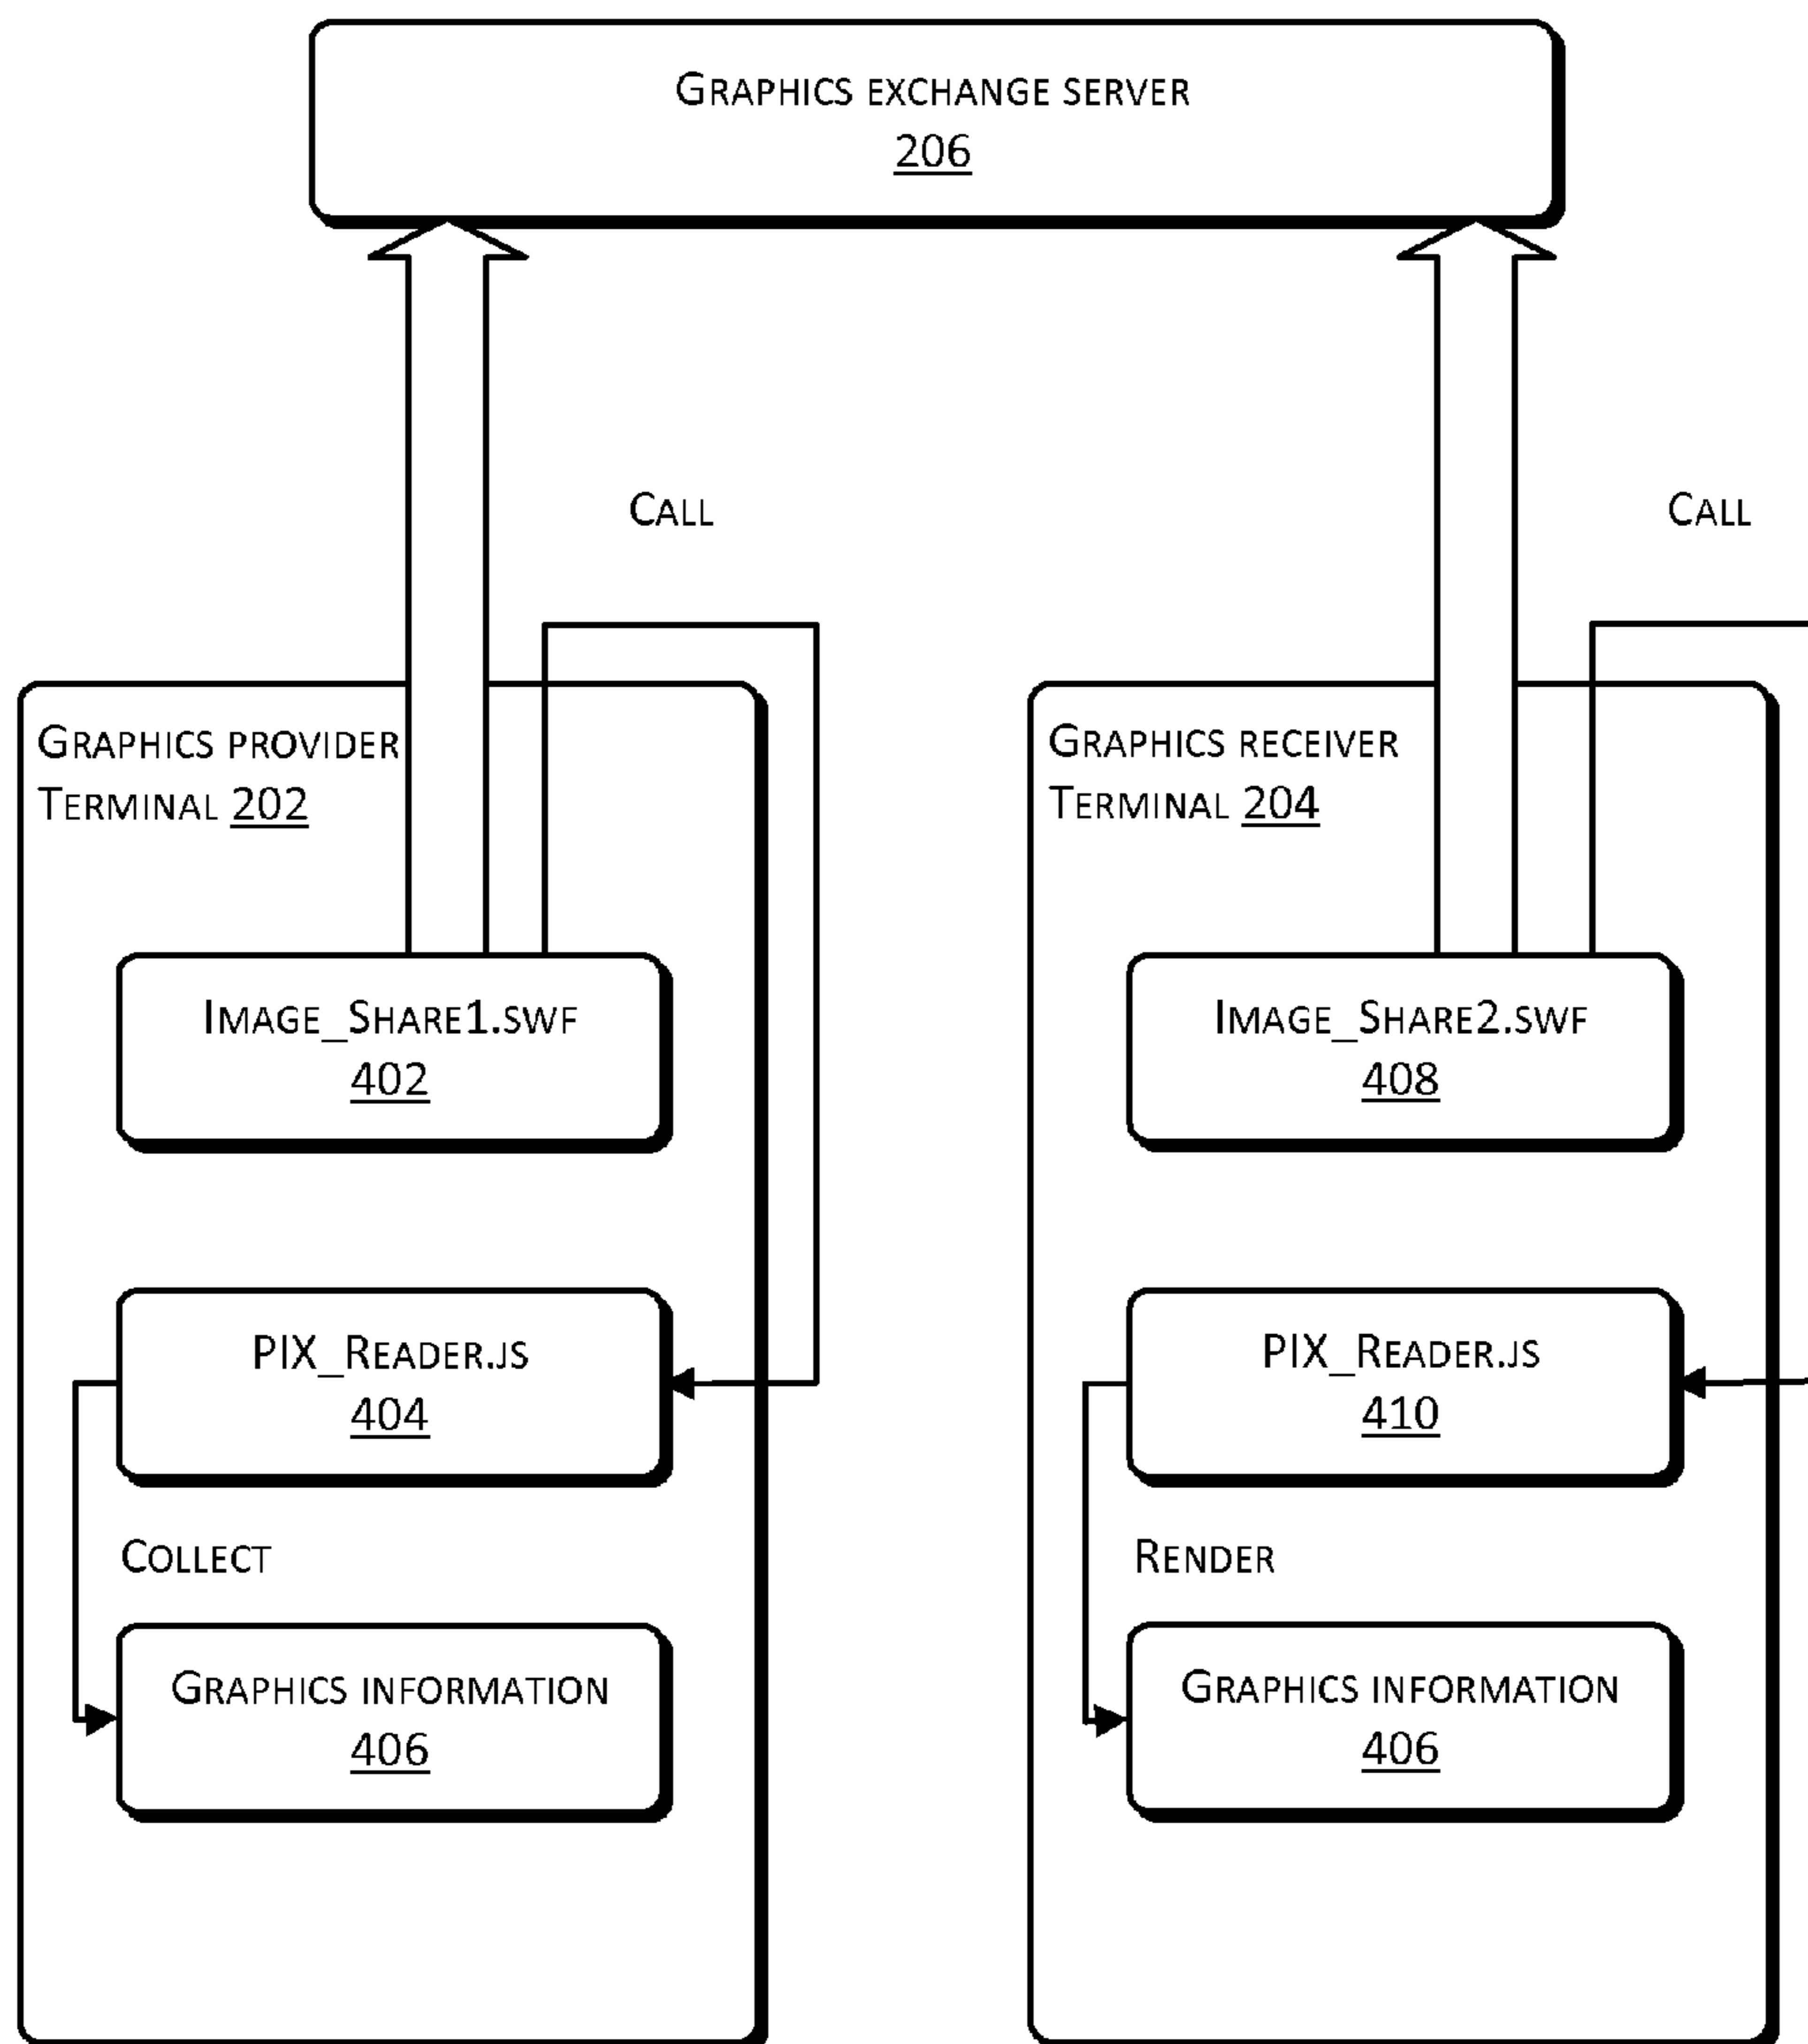 Graphics exchange server
206
Call
Call
Graphics provider
Terminal 202
Graphics receiver
Terminal 204
Image_Share1.swf
402
Image_Share2.swf
408
PIX_Reader.js
404
PIX_Reader.js
410
Collect
Render
Graphics information
406
Graphics information
406